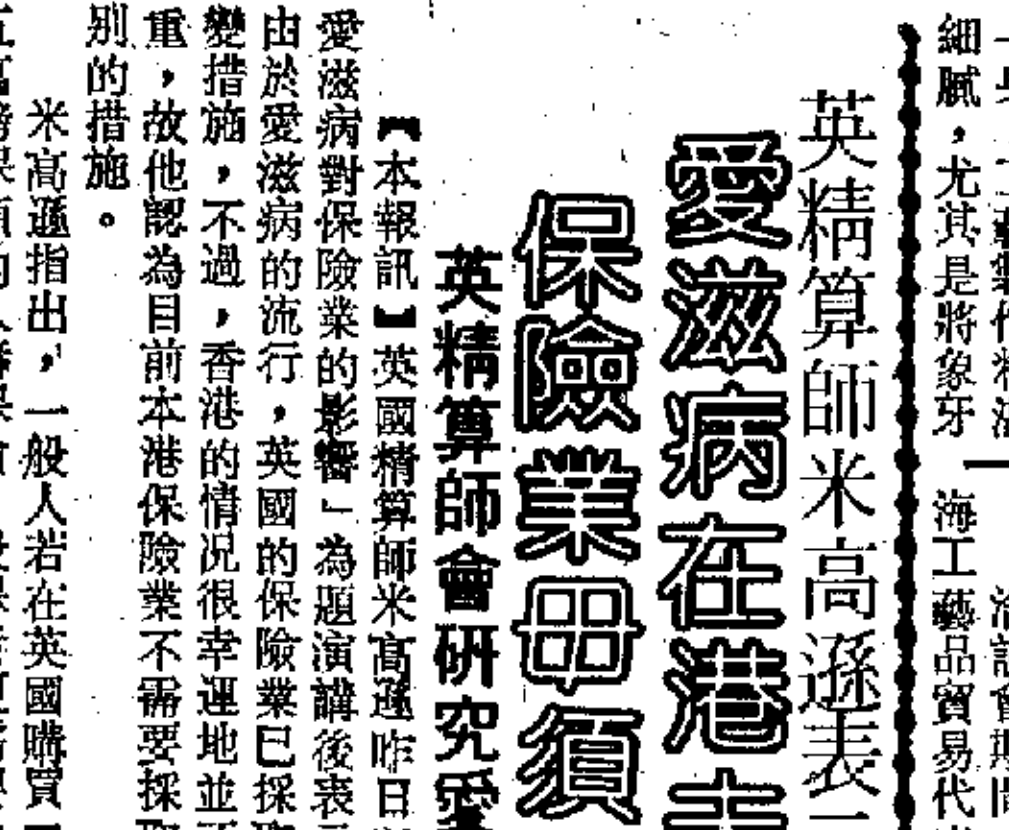 細膩，尤其是將象牙
海工藝品貿易代
英精算師米高遜表
愛滋病在港
保險業毋須
英精算師會研究愛
【本報訊】英國精算師米高遜昨日
愛滋病對保險業的影響」為題演講後表
由於愛滋病的流行，英國的保險業已採
變措施，不過，香港的情況很幸運地並
重，故他認為目前本港保險業不需要採
別的措施。
米高遜指出，一般人若在英國購買